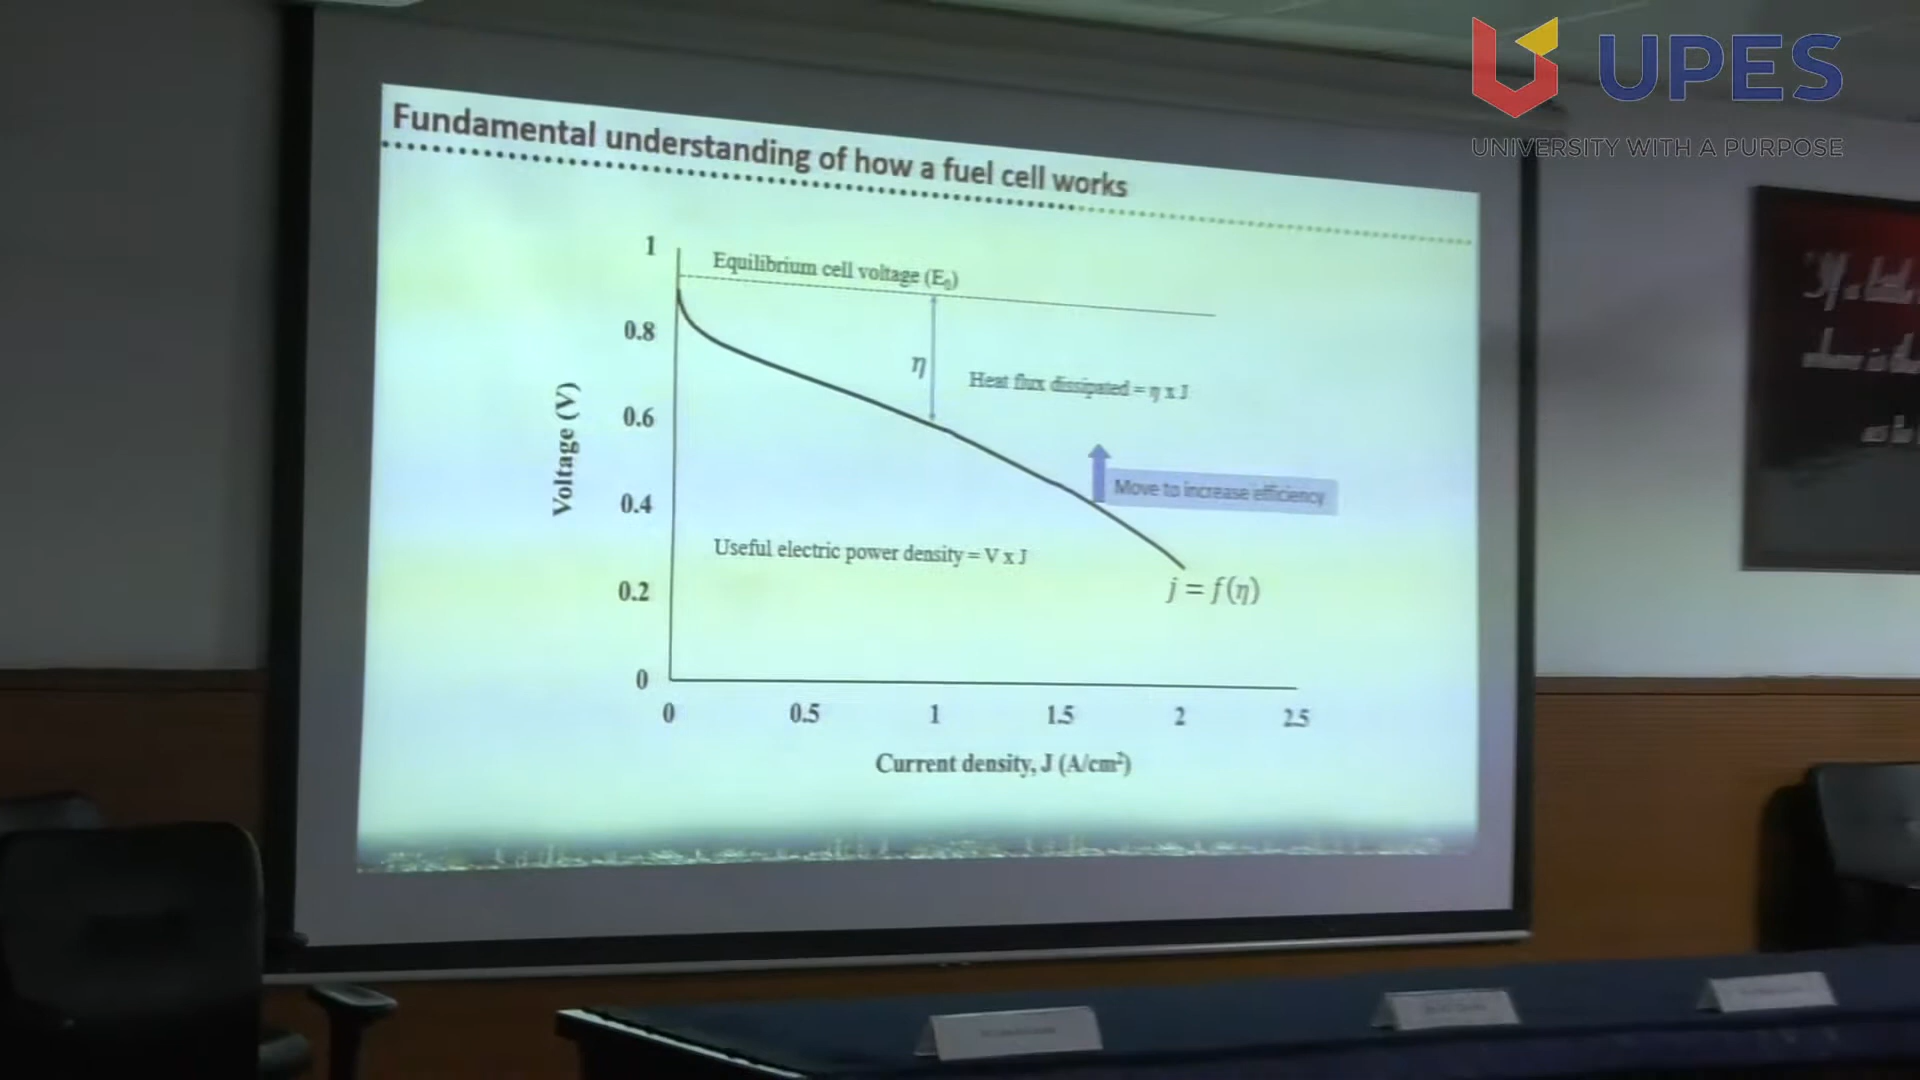 UPES
UNIVERSITY WITH A PURPOSE
Fundamental understanding of how a fuel cell works
1
Equilibrium cell voltage (E₀)
0.8
η
Heat flux dissipated = η x J
0.6
Voltage (V)
Move to increase efficiency
0.4
Useful electric power density = V x J
0.2
j = f(η)
0
0 0.5 1 1.5 2 2.5
Current density, J (A/cm²)
"If a little